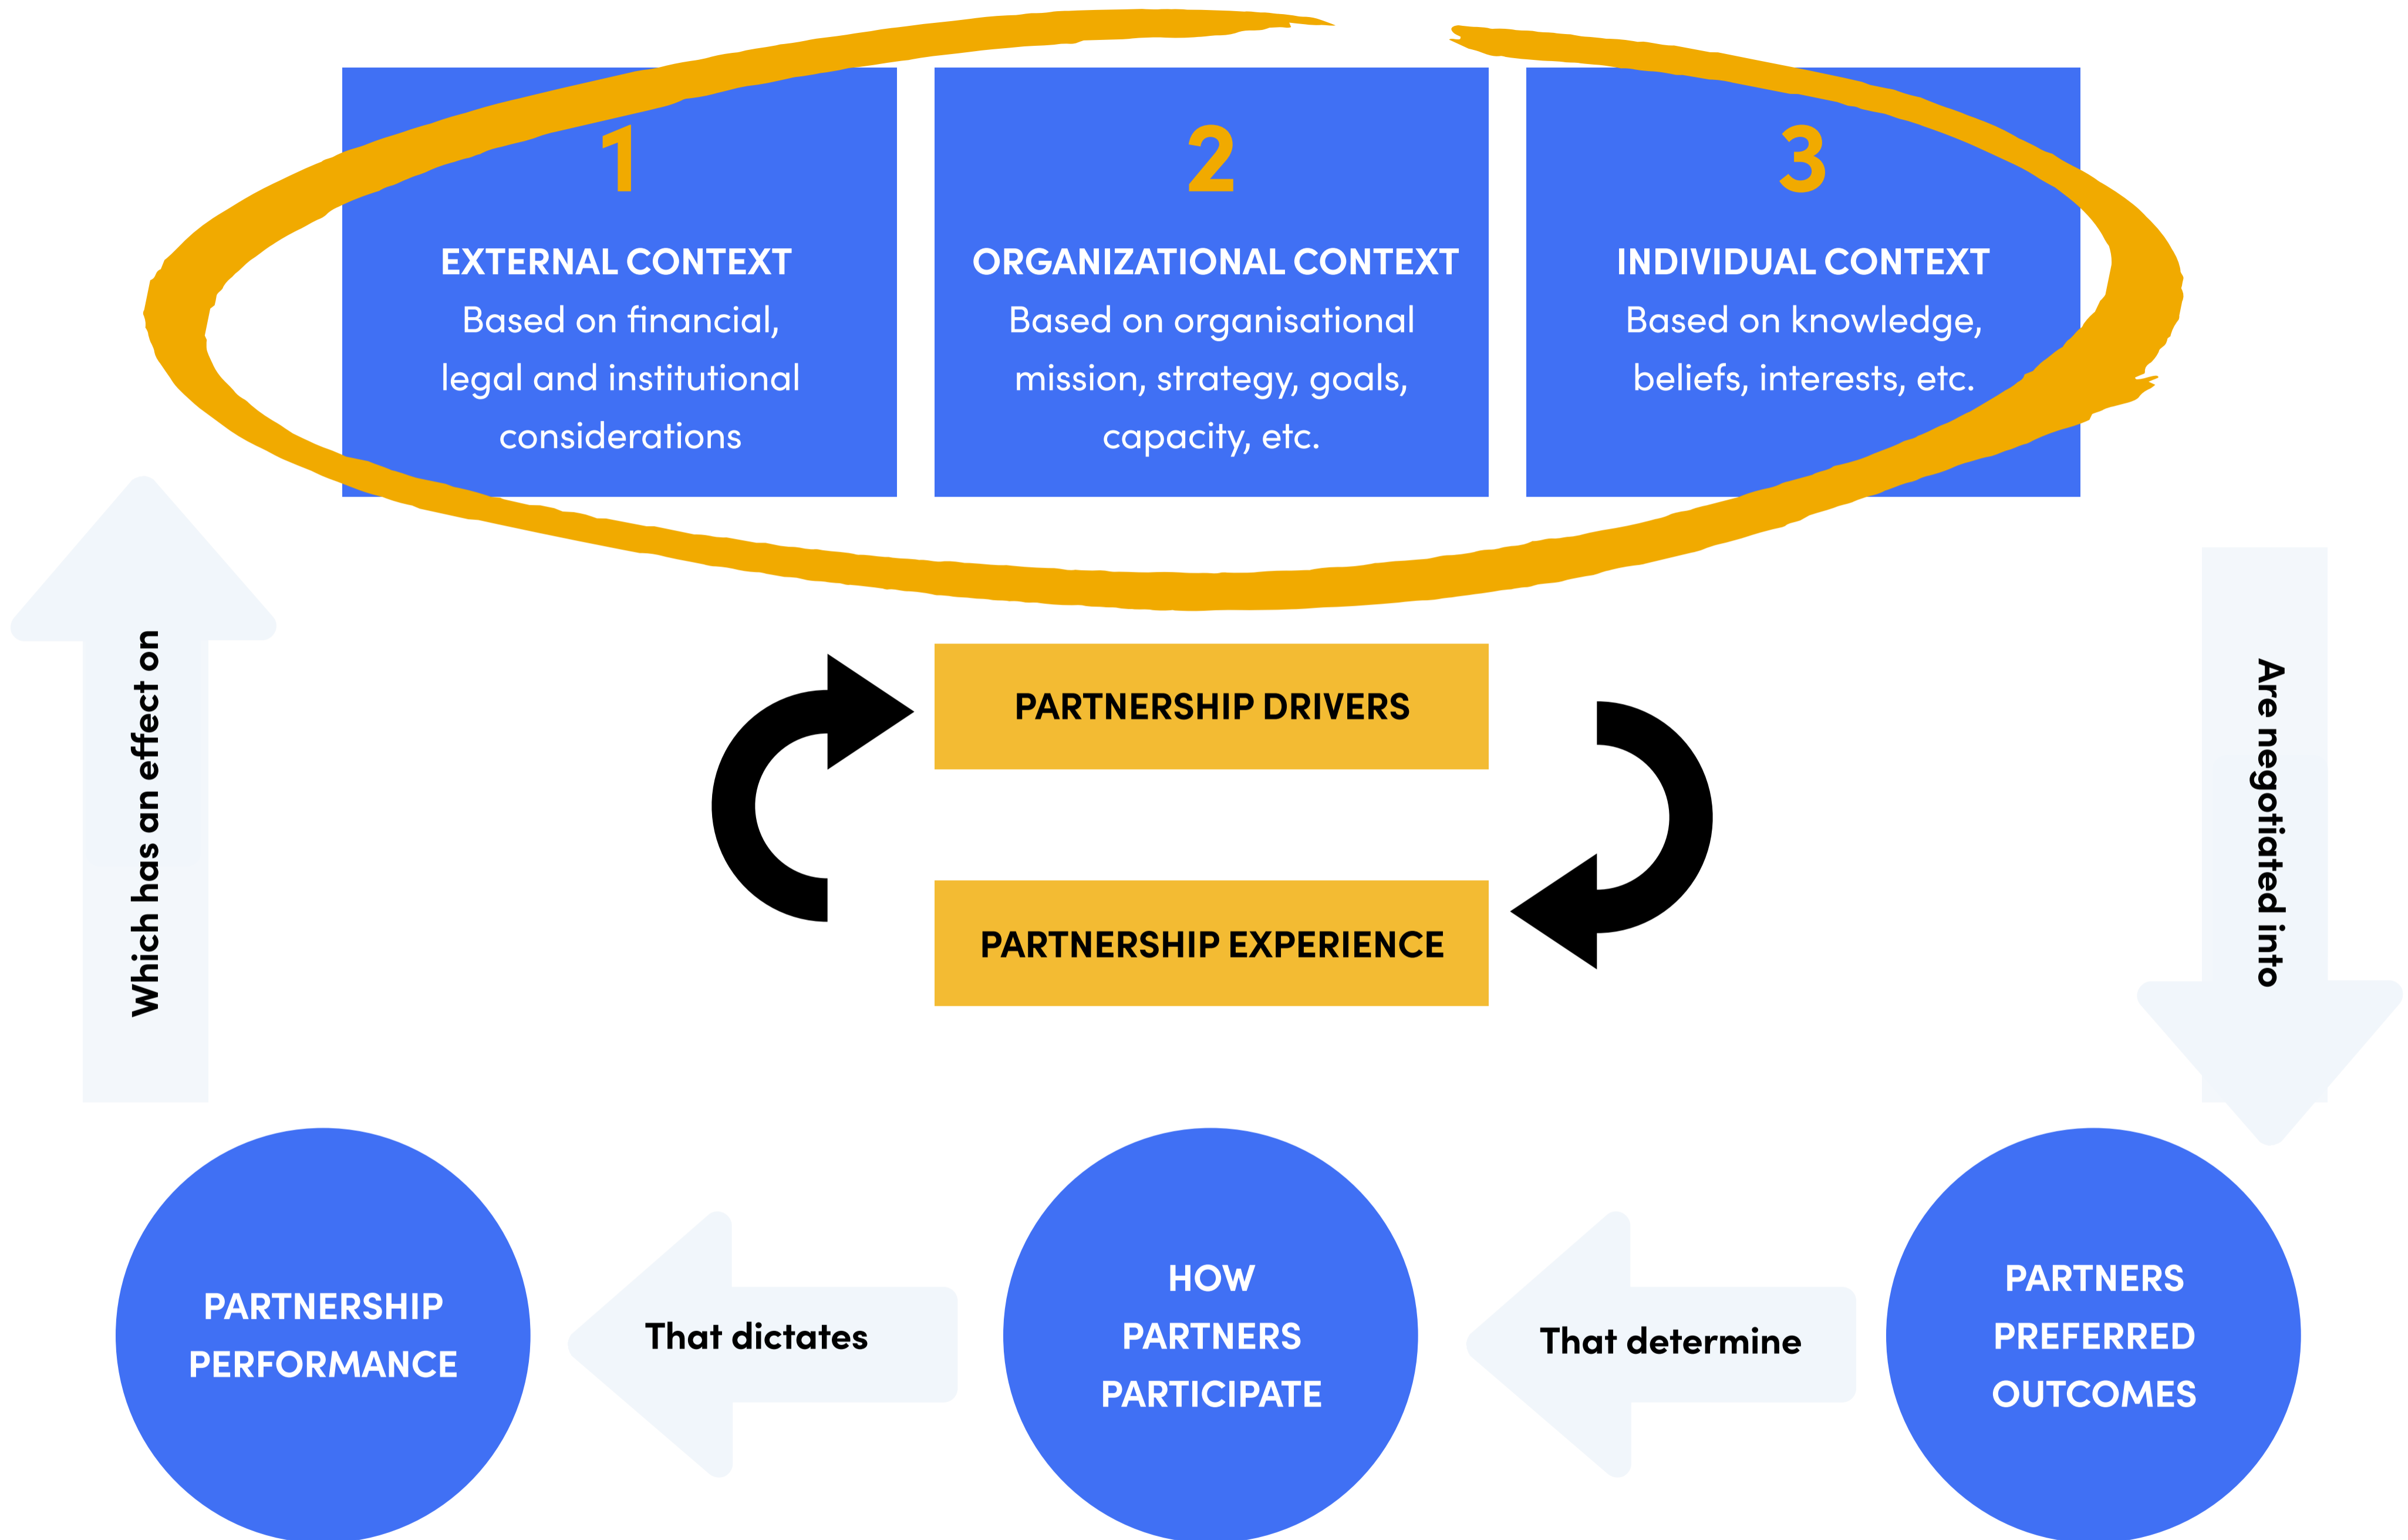 1
EXTERNAL CONTEXT
Based on financial,
legal and institutional
considerations
2
ORGANIZATIONAL CONTEXT
Based on organisational
mission, strategy, goals,
capacity, etc.
3
INDIVIDUAL CONTEXT
Based on knowledge,
beliefs, interests, etc.
PARTNERSHIP DRIVERS
PARTNERSHIP EXPERIENCE
Are negotiated into
PARTNERS
PREFERRED
OUTCOMES
That determine
HOW
PARTNERS
PARTICIPATE
That dictates
PARTNERSHIP
PERFORMANCE
Which has an effect on